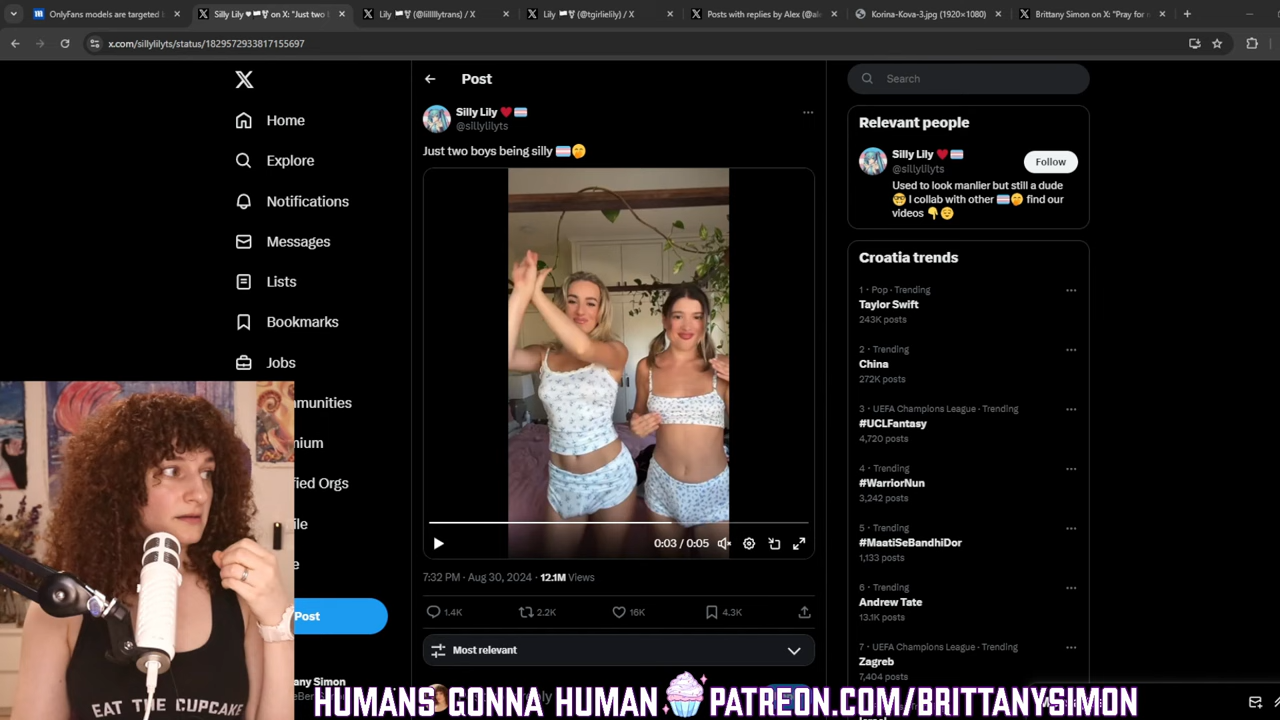 OnlyFans models are targeted b
Silly Lily on X: "Just two t
Lily (@lillllytrans) / X
Lily (@tgirlielily) / X
Posts with replies by Alex (@ale
Korina-Kova-3.jpg (1920×1080)
Brittany Simon on X: "Pray for o
x.com/sillylilyts/status/1829572933817155697
Home
Explore
Notifications
Messages
Lists
Bookmarks
Jobs
mmunities
mium
fied Orgs
file
e
Post
any Simon
Post
Silly Lily
@sillylilyts
Just two boys being silly
0:03 / 0:05
7:32 PM · Aug 30, 2024 · 12.1M Views
1.4K 2.2K 16K 4.3K
Most relevant
Search
Relevant people
Silly Lily
@sillylilyts
Follow
Used to look manlier but still a dude
I collab with other find our
videos
Croatia trends
1 · Pop · Trending
Taylor Swift
243K posts
2 · Trending
China
272K posts
3 · UEFA Champions League · Trending
#UCLFantasy
4,720 posts
4 · Trending
#WarriorNun
3,242 posts
5 · Trending
#MaatiSeBandhiDor
1,133 posts
6 · Trending
Andrew Tate
13.1K posts
7 · UEFA Champions League · Trending
Zagreb
7,404 posts
EAT THE CUPCAKE
HUMANS GONNA HUMAN PATREON.COM/BRITTANYSIMON